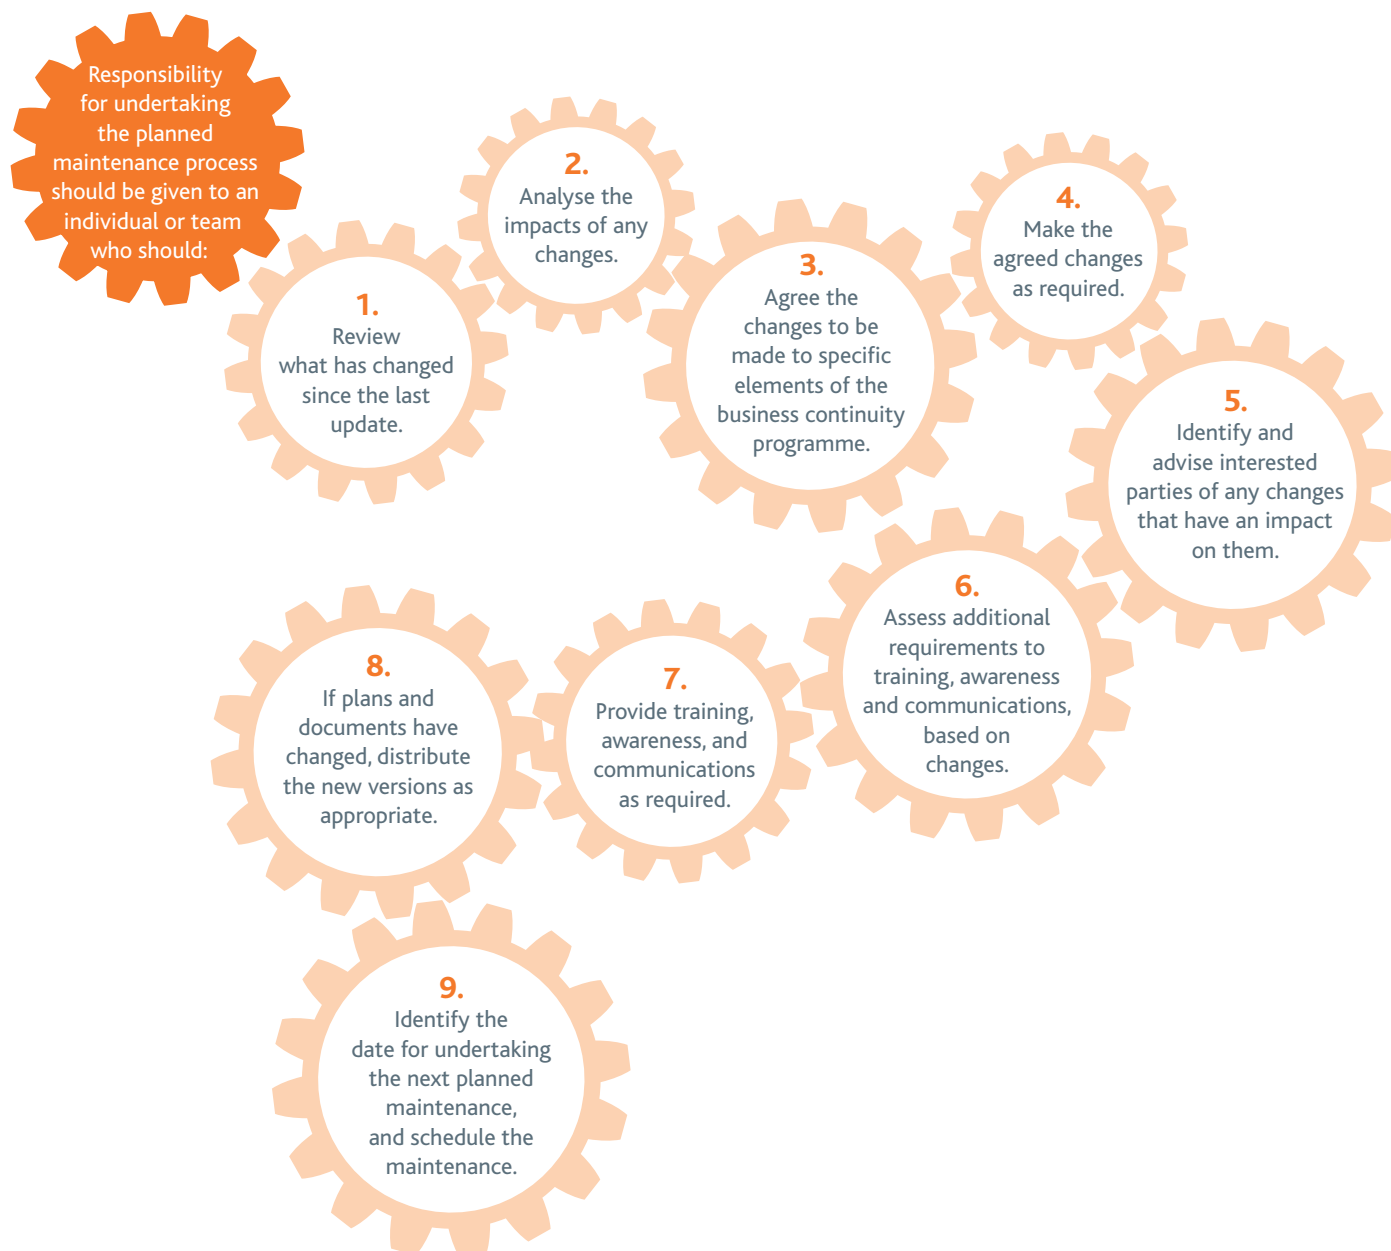 Responsibility
for undertaking
the planned
maintenance process
should be given to an
individual or team
who should:
1.
Review
what has changed
since the last
update.
2.
Analyse the
impacts of any
changes.
3.
Agree the
changes to be
made to specific
elements of the
business continuity
programme.
4.
Make the
agreed changes
as required.
5.
Identify and
advise interested
parties of any changes
that have an impact
on them.
6.
Assess additional
requirements to
training, awareness
and communications,
based on
changes.
7.
Provide training,
awareness, and
communications
as required.
8.
If plans and
documents have
changed, distribute
the new versions as
appropriate.
9.
Identify the
date for undertaking
the next planned
maintenance,
and schedule the
maintenance.